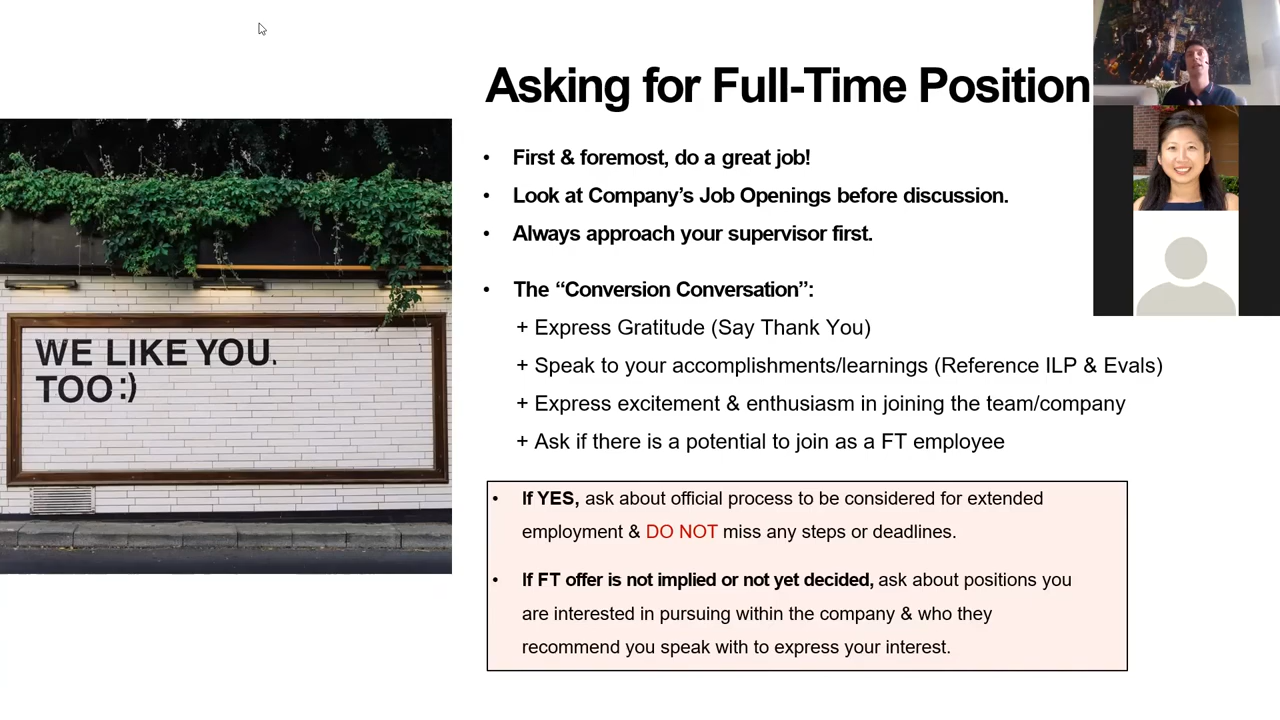 Asking for Full-Time Position
• First & foremost, do a great job!
• Look at Company’s Job Openings before discussion.
• Always approach your supervisor first.
• The “Conversion Conversation”:
+ Express Gratitude (Say Thank You)
+ Speak to your accomplishments/learnings (Reference ILP & Evals)
+ Express excitement & enthusiasm in joining the team/company
+ Ask if there is a potential to join as a FT employee
• If YES, ask about official process to be considered for extended
employment & DO NOT miss any steps or deadlines.
• If FT offer is not implied or not yet decided, ask about positions you
are interested in pursuing within the company & who they
recommend you speak with to express your interest.
WE LIKE YOU.
TOO :)